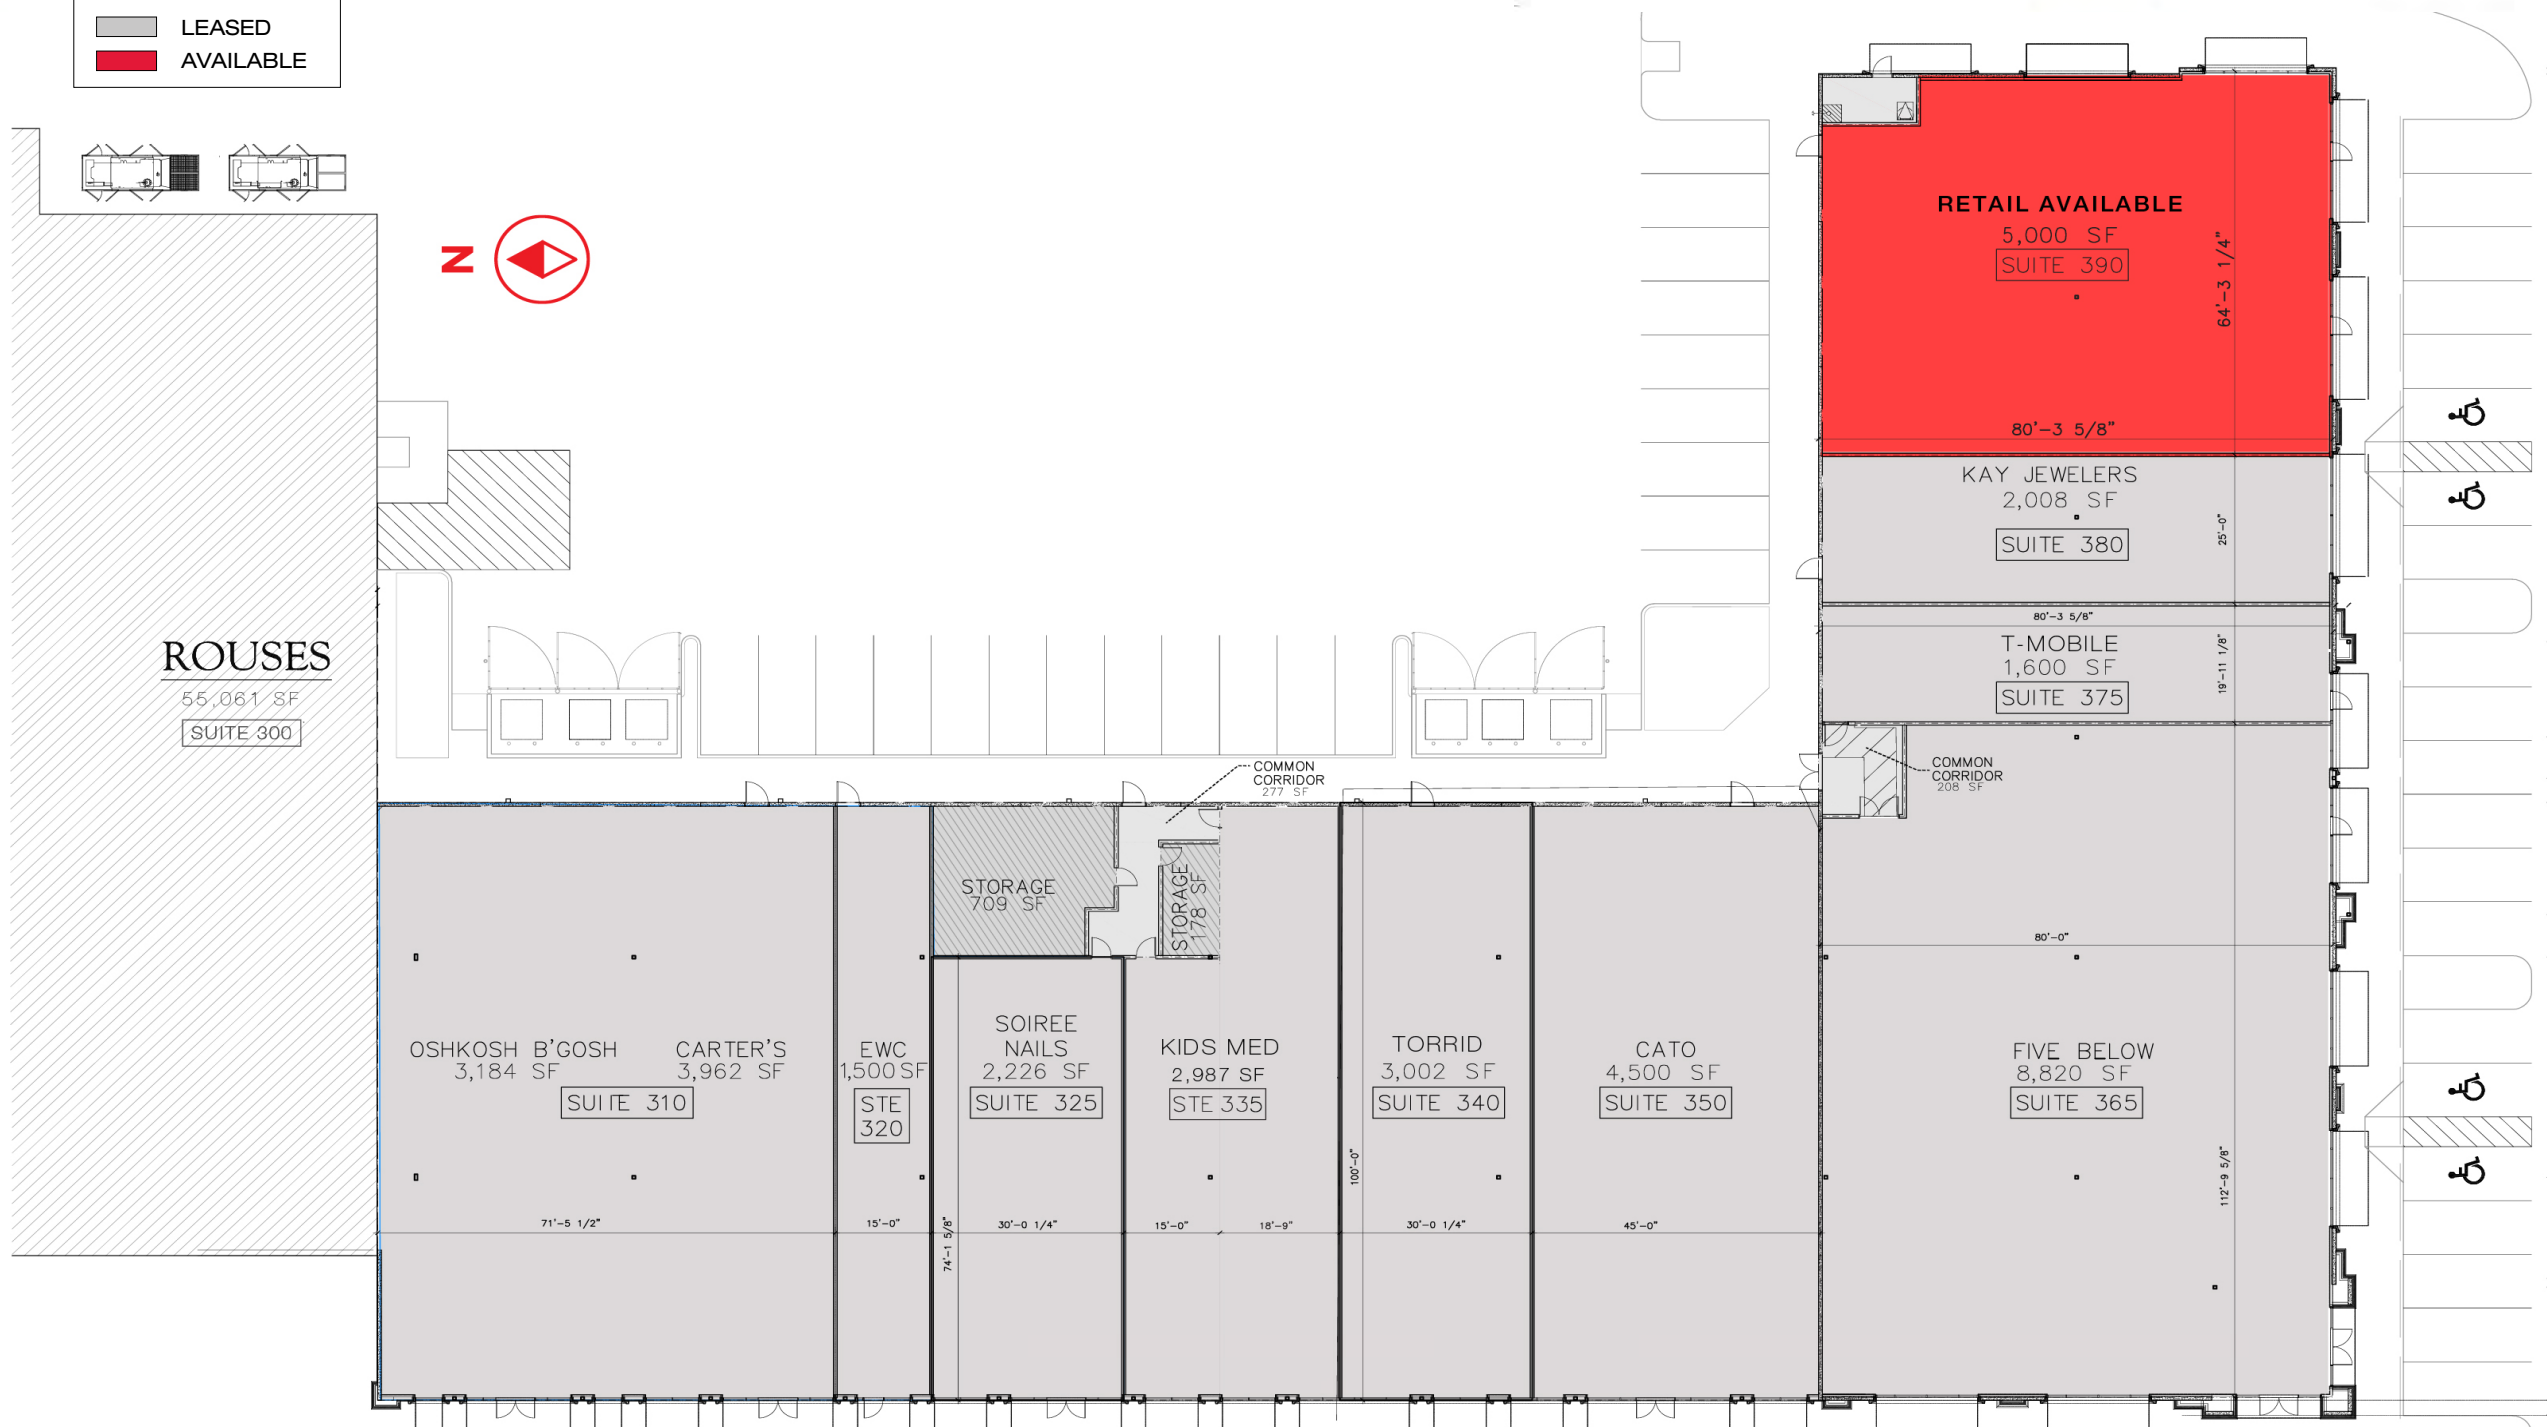 LEASED
AVAILABLE
N
RETAIL AVAILABLE
5,000 SF
SUITE 390
64'-3 1/4"
80'-3 5/8"
KAY JEWELERS
2,008 SF
SUITE 380
25'-0"
80'-3 5/8"
T-MOBILE
1,600 SF
SUITE 375
19'-11 1/8"
ROUSES
55,061 SF
SUITE 300
COMMON
CORRIDOR
277 SF
COMMON
CORRIDOR
208 SF
STORAGE
709 SF
STORAGE
178 SF
80'-0"
OSHKOSH B'GOSH
3,184 SF
CARTER'S
3,962 SF
SUITE 310
EWC
1,500 SF
STE
320
SOIREE
NAILS
2,226 SF
SUITE 325
KIDS MED
2,987 SF
STE 335
TORRID
3,002 SF
SUITE 340
CATO
4,500 SF
SUITE 350
FIVE BELOW
8,820 SF
SUITE 365
100'-0"
112'-9 5/8"
71'-5 1/2"
15'-0"
74'-1 5/8"
30'-0 1/4"
15'-0"
18'-9"
30'-0 1/4"
45'-0"